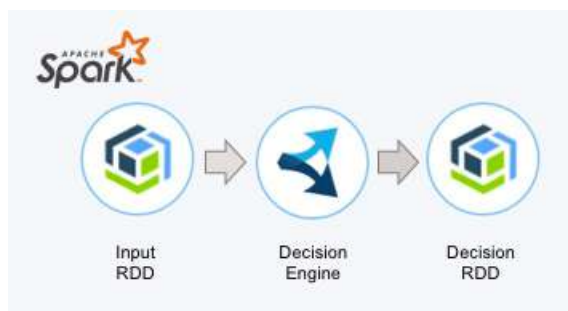 APACHE
Spark
Input
RDD
Decision
Engine
Decision
RDD